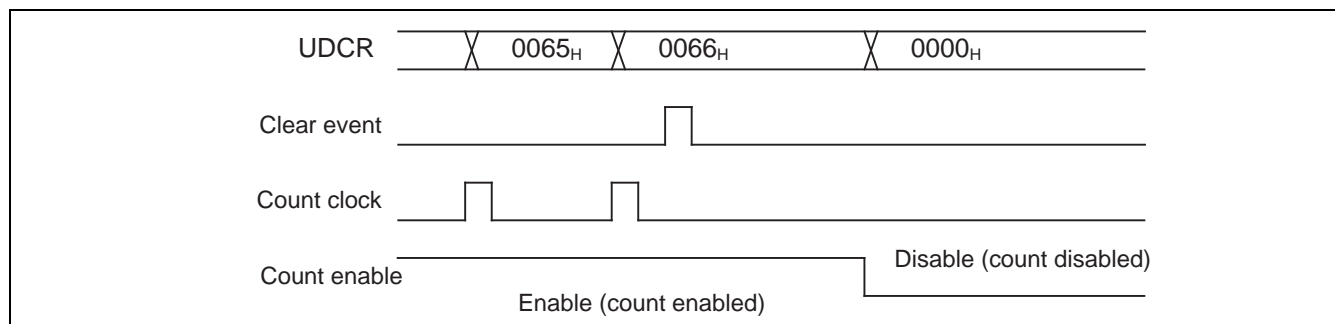 UDCR 0065H 0066H 0000H
Clear event
Count clock
Count enable Disable (count disabled)
Enable (count enabled)